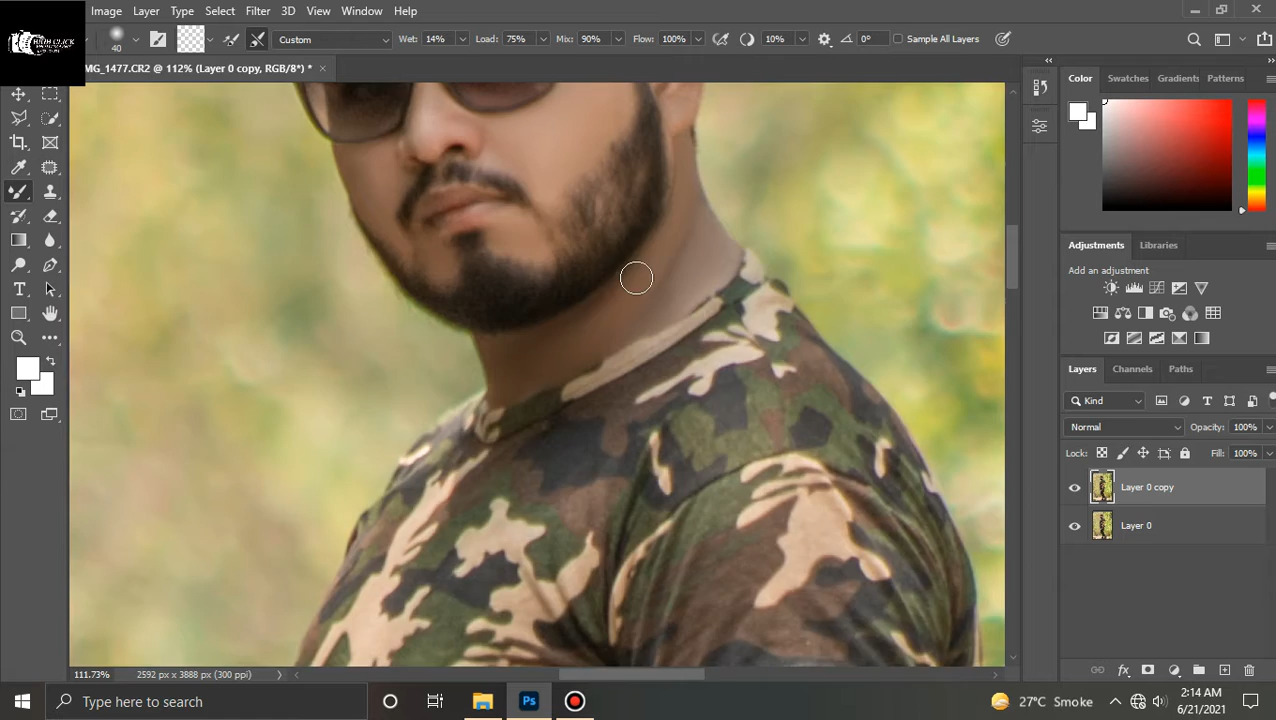 HIGH CLICK
Image Layer Type Select Filter 3D View Window Help
40 Custom Wet: 14% Load: 75% Mix: 90% Flow: 100% 10% 0° Sample All Layers
MG_1477.CR2 @ 112% (Layer 0 copy, RGB/8*) *
Color Swatches Gradients Patterns
Adjustments Libraries
Add an adjustment
Layers Channels Paths
Kind
Normal Opacity: 100%
Lock: Fill: 100%
Layer 0 copy
Layer 0
111.73% 2592 px x 3888 px (300 ppi)
Type here to search
Ps
27°C Smoke
2:14 AM
6/21/2021